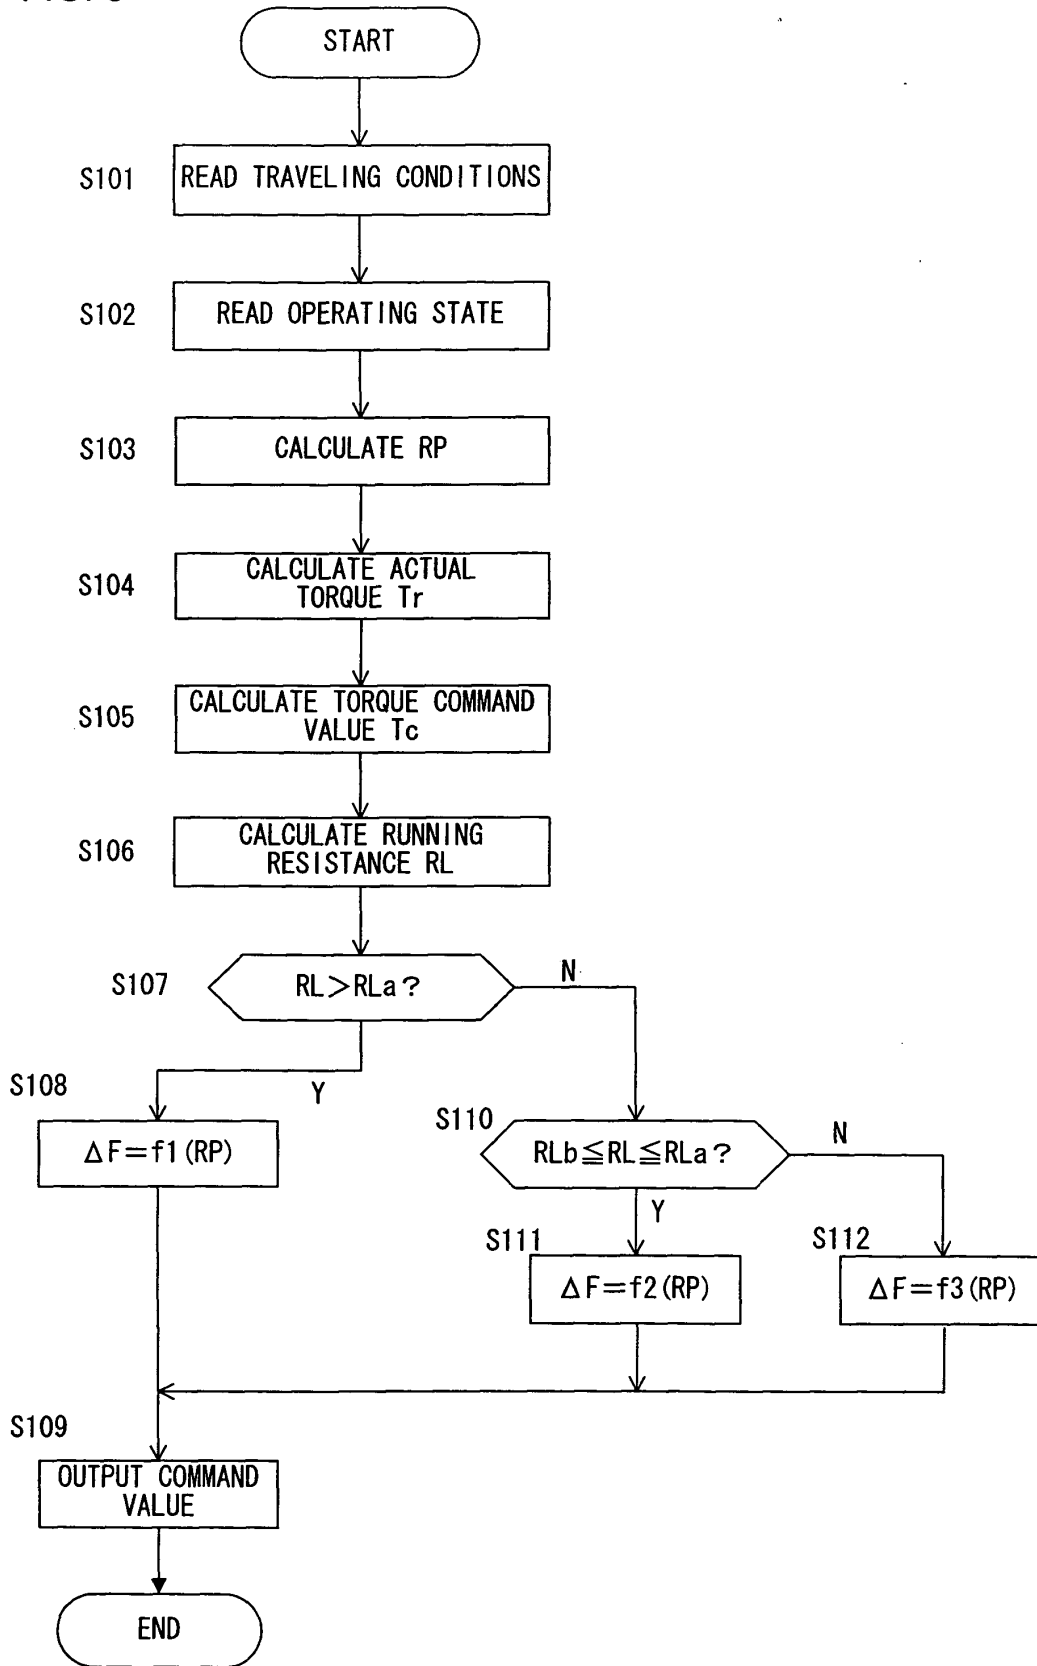 START
S101
READ TRAVELING CONDITIONS
S102
READ OPERATING STATE
S103
CALCULATE RP
S104
CALCULATE ACTUAL
TORQUE Tr
S105
CALCULATE TORQUE COMMAND
VALUE Tc
S106
CALCULATE RUNNING
RESISTANCE RL
S107
RL>RLa?
N
Y
S108
ΔF=f1(RP)
S110
RLb≦RL≦RLa?
N
Y
S111
ΔF=f2(RP)
S112
ΔF=f3(RP)
S109
OUTPUT COMMAND
VALUE
END